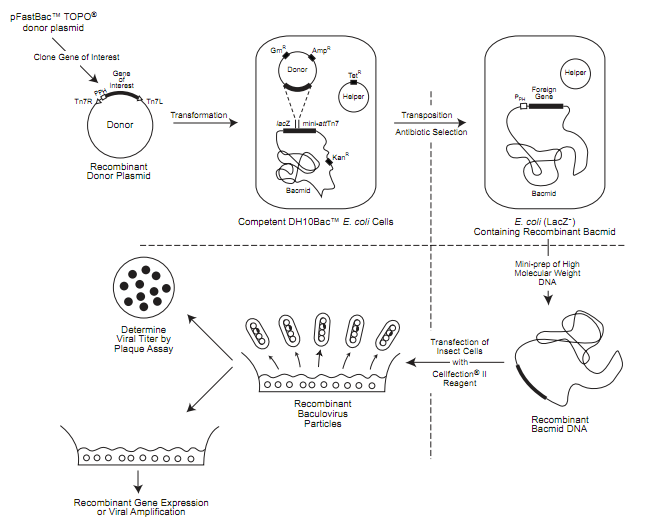 pFastBac™ TOPO®
donor plasmid
Clone Gene of Interest
Gene
of
Interest
PPH
Tn7R
Tn7L
Donor
Recombinant
Donor Plasmid
Transformation
GmR
AmpR
Donor
TetR
Helper
lacZ
mini-attTn7
KanR
Bacmid
Competent DH10Bac™ E. coli Cells
Transposition
Antibiotic Selection
Helper
Foreign
Gene
PPH
Bacmid
E. coli (LacZ-)
Containing Recombinant Bacmid
Mini-prep of High
Molecular Weight
DNA
Recombinant
Bacmid DNA
Transfection of
Insect Cells
with
Cellfection® II
Reagent
Recombinant
Baculovirus
Particles
Determine
Viral Titer by
Plaque Assay
Recombinant Gene Expression
or Viral Amplification